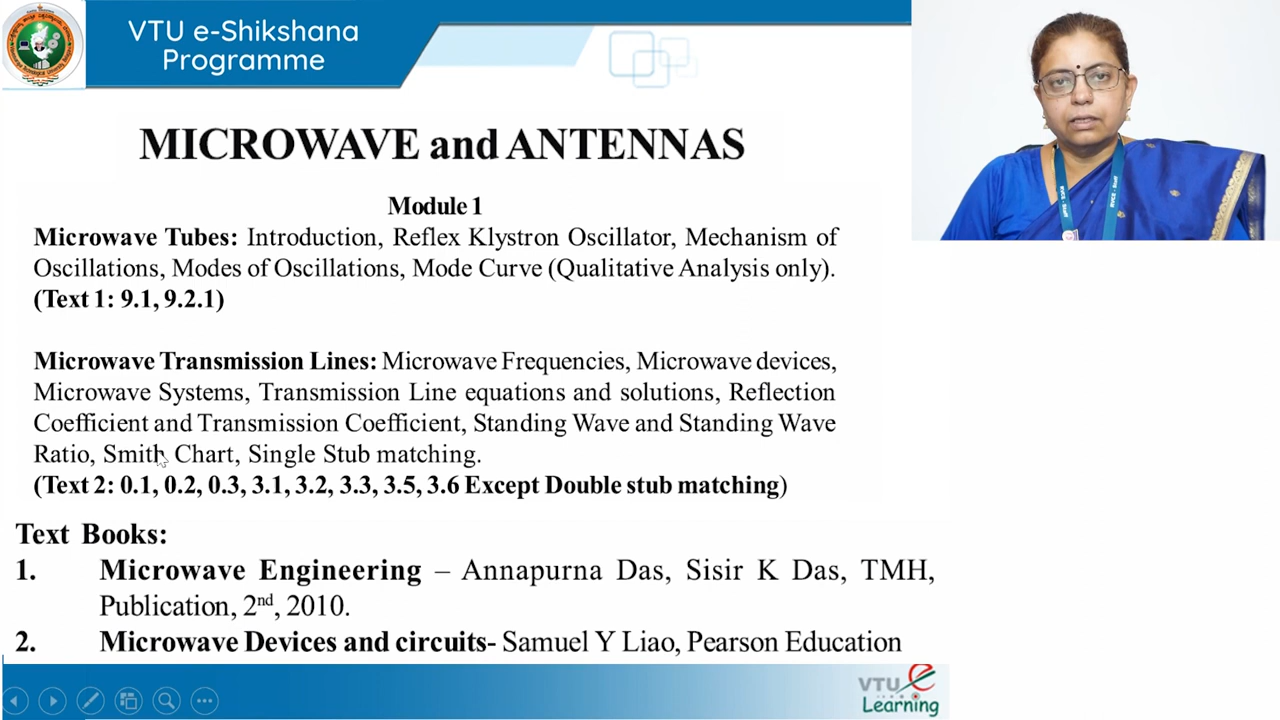 VTU e-Shikshana
Programme
MICROWAVE and ANTENNAS
Module 1
Microwave Tubes: Introduction, Reflex Klystron Oscillator, Mechanism of
Oscillations, Modes of Oscillations, Mode Curve (Qualitative Analysis only).
(Text 1: 9.1, 9.2.1)
Microwave Transmission Lines: Microwave Frequencies, Microwave devices,
Microwave Systems, Transmission Line equations and solutions, Reflection
Coefficient and Transmission Coefficient, Standing Wave and Standing Wave
Ratio, Smith Chart, Single Stub matching.
(Text 2: 0.1, 0.2, 0.3, 3.1, 3.2, 3.3, 3.5, 3.6 Except Double stub matching)
Text Books:
1. Microwave Engineering – Annapurna Das, Sisir K Das, TMH,
Publication, 2nd, 2010.
2. Microwave Devices and circuits- Samuel Y Liao, Pearson Education
VTU e
Learning